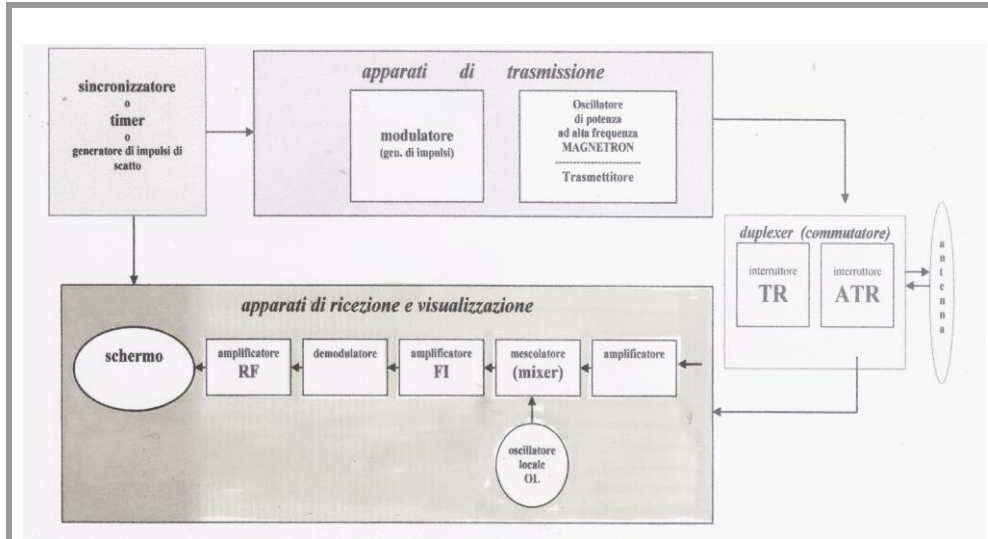 sincronizzatore
o
timer
o
generatore di impulsi di
scatto
apparati di trasmissione
modulatore
(gen. di impulsi)
Oscillatore
di potenza
ad alta frequenza
MAGNETRON
Trasmettitore
duplexer (commutatore)
interruttore
TR
interruttore
ATR
antenna
apparati di ricezione e visualizzazione
schermo
amplificatore
RF
demodulatore
amplificatore
FI
mescolatore
(mixer)
amplificatore
oscillatore
locale
OL